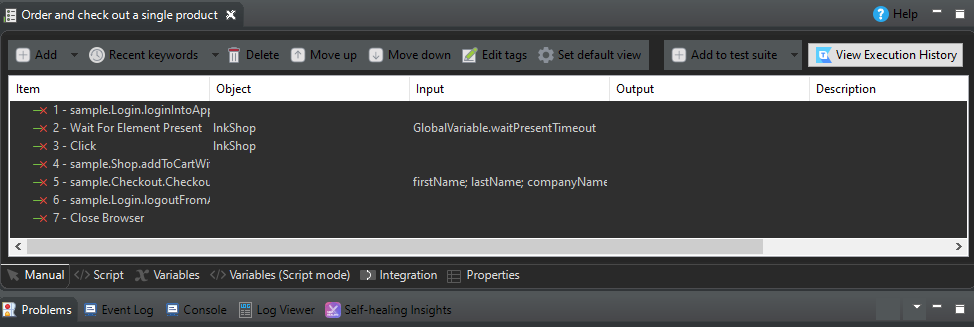 Order and check out a single product
Help
Add Recent keywords Delete Move up Move down Edit tags Set default view Add to test suite View Execution History
Item Object Input Output Description
1 - sample.Login.loginIntoApp
2 - Wait For Element Present lnkShop GlobalVariable.waitPresentTimeout
3 - Click lnkShop
4 - sample.Shop.addToCartWi
5 - sample.Checkout.Checkou firstName; lastName; companyName
6 - sample.Login.logoutFromA
7 - Close Browser
Manual Script Variables Variables (Script mode) Integration Properties
Problems Event Log Console Log Viewer Self-healing Insights